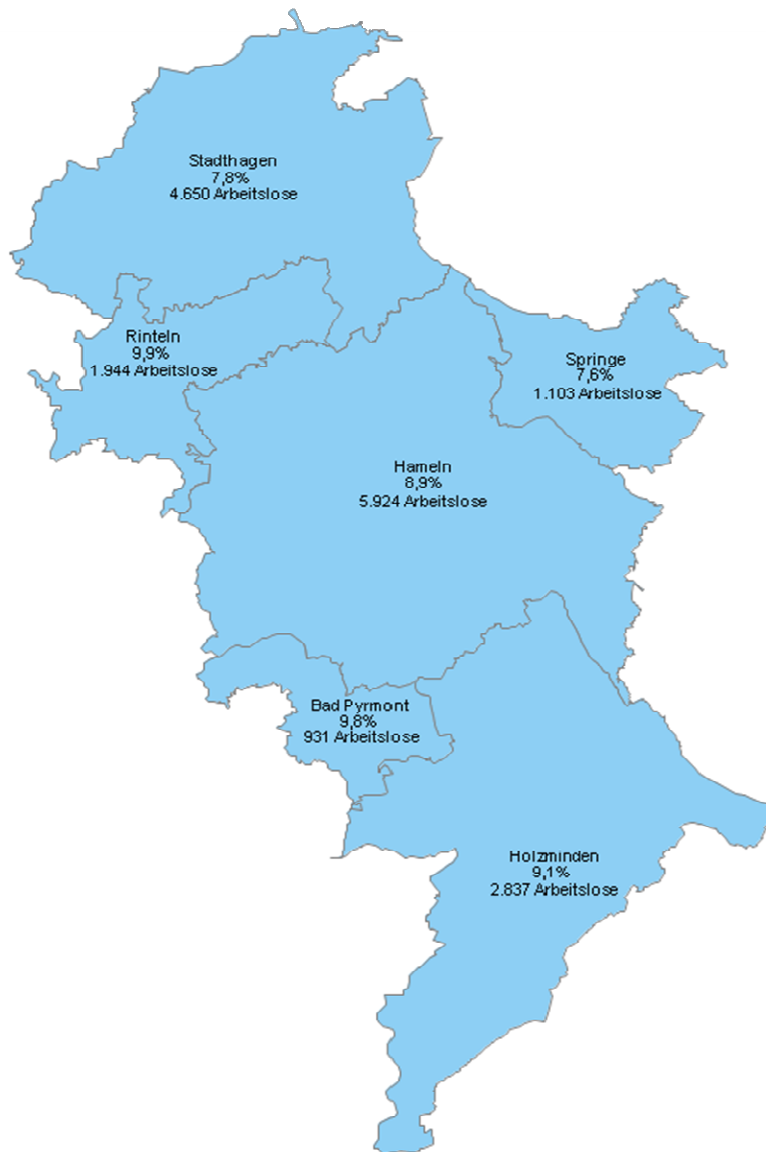 Stadthagen
7,8%
4.650 Arbeitslose
Rinteln
9,9%
1.944 Arbeitslose
Springe
7,6%
1.103 Arbeitslose
Hameln
8,9%
5.924 Arbeitslose
Bad Pyrmont
9,8%
931 Arbeitslose
Holzminden
9,1%
2.837 Arbeitslose